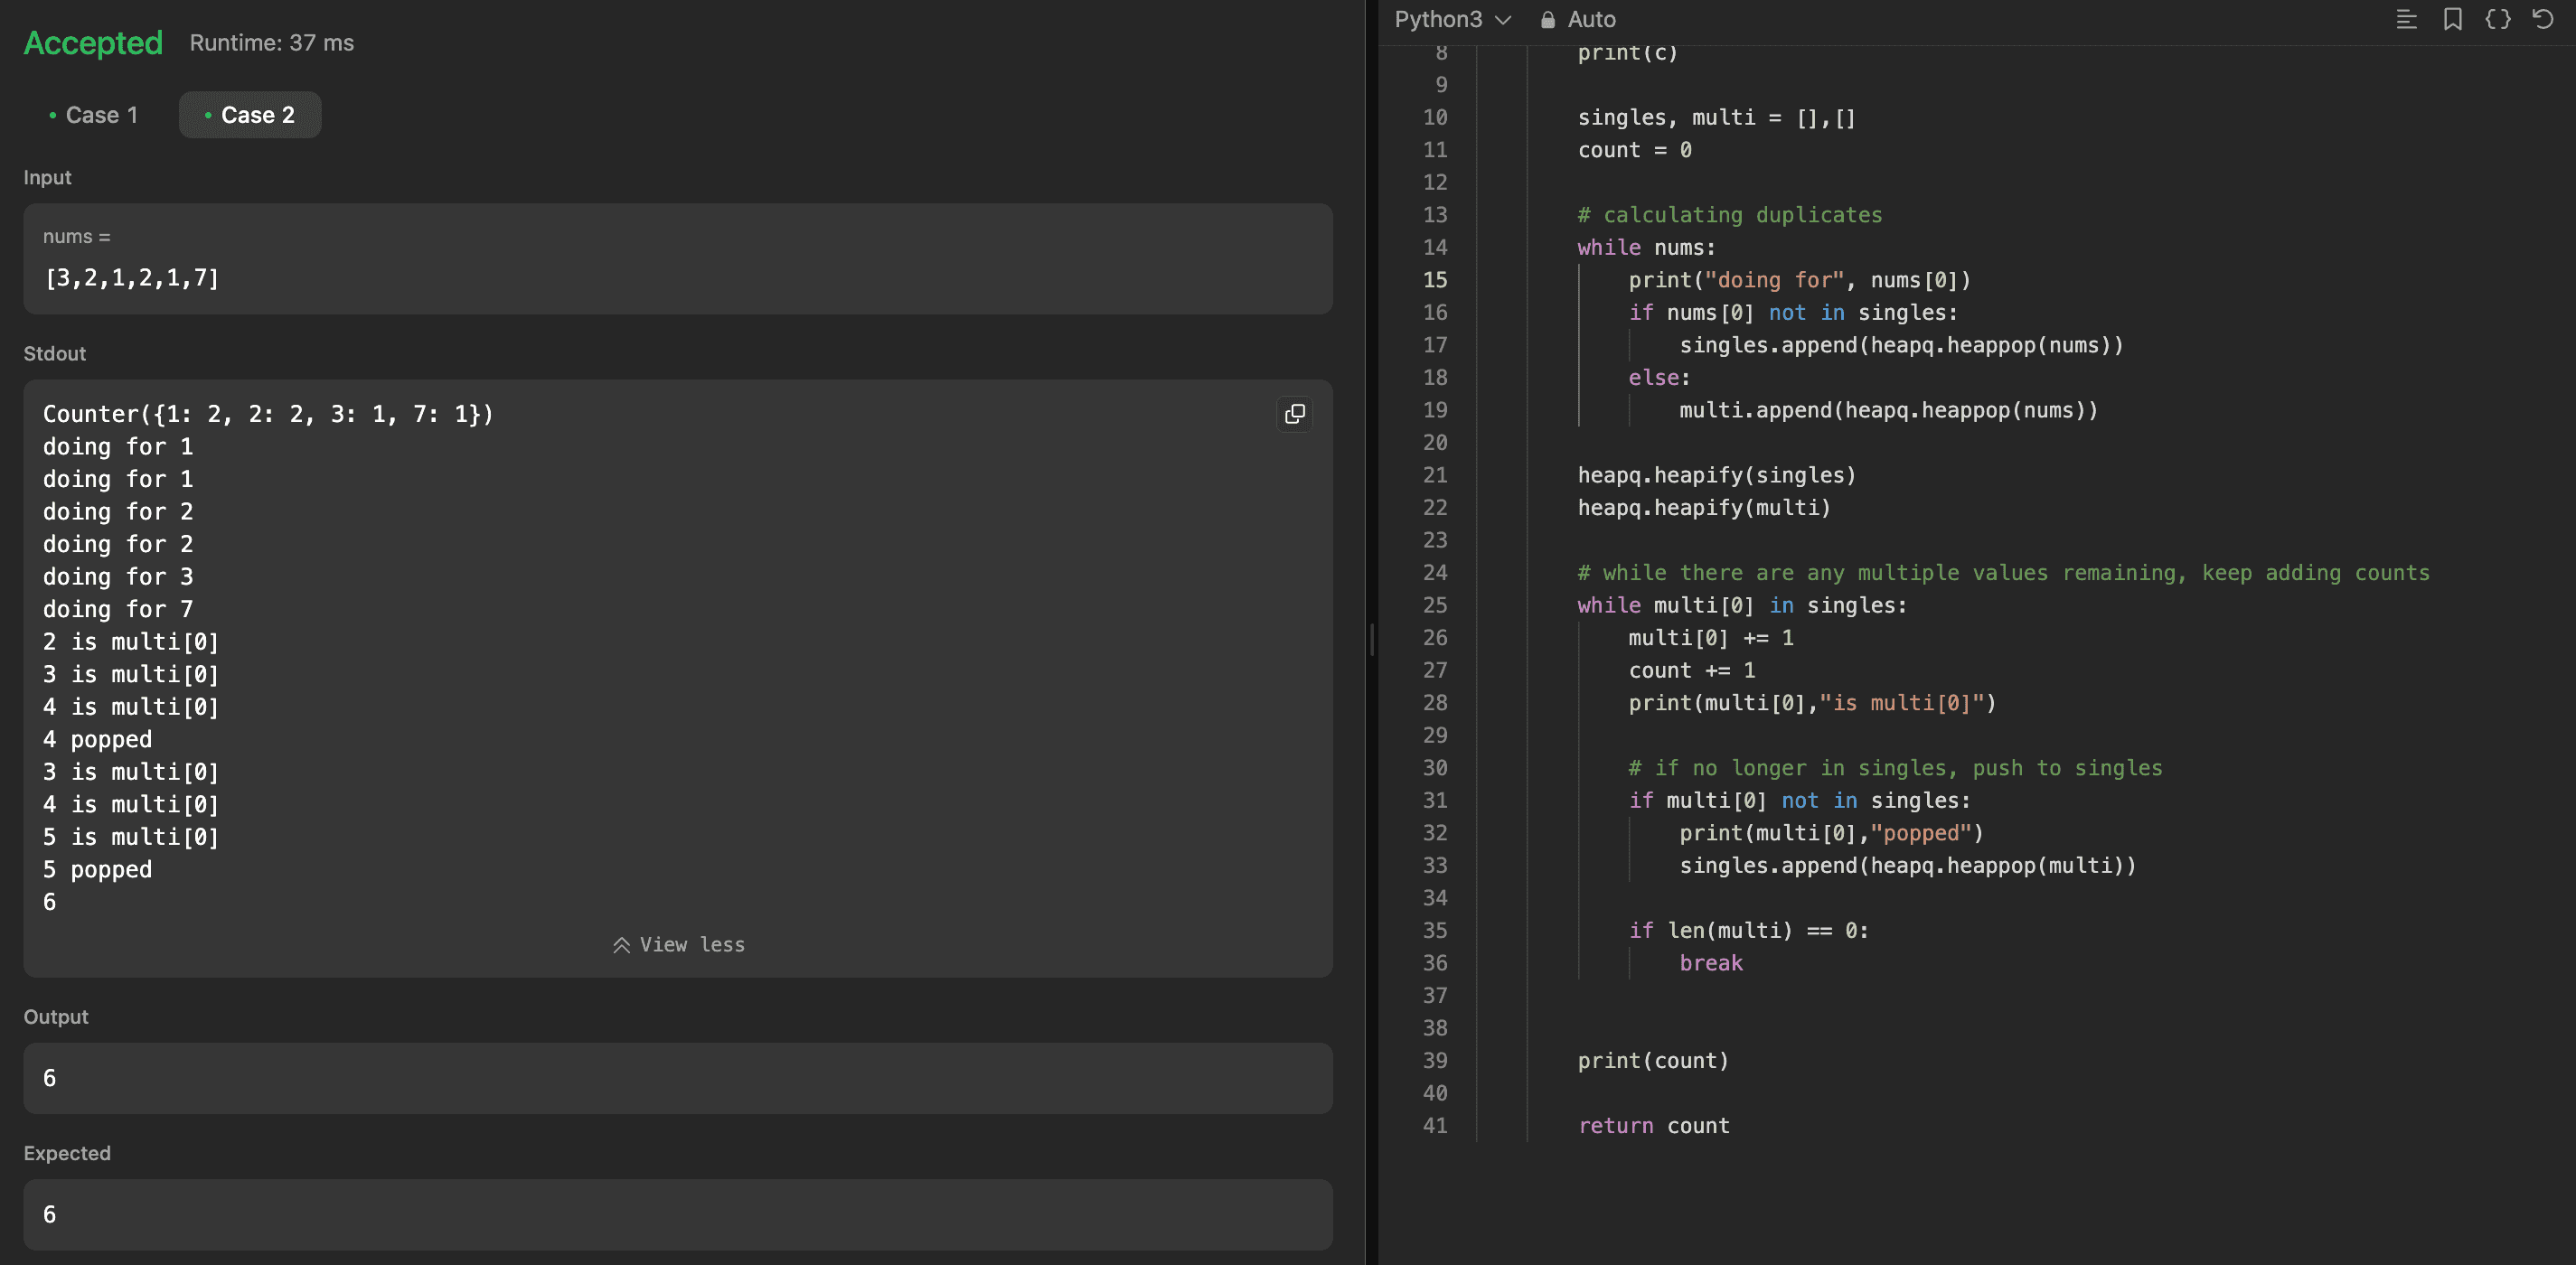 Accepted Runtime: 37 ms
• Case 1 • Case 2
Input
nums =
[3,2,1,2,1,7]
Stdout
Counter({1: 2, 2: 2, 3: 1, 7: 1})
doing for 1
doing for 1
doing for 2
doing for 2
doing for 3
doing for 7
2 is multi[0]
3 is multi[0]
4 is multi[0]
4 popped
3 is multi[0]
4 is multi[0]
5 is multi[0]
5 popped
6
View less
Output
6
Expected
6
Python3 Auto
8 print(c)
9
10 singles, multi = [],[]
11 count = 0
12
13 # calculating duplicates
14 while nums:
15 print("doing for", nums[0])
16 if nums[0] not in singles:
17 singles.append(heapq.heappop(nums))
18 else:
19 multi.append(heapq.heappop(nums))
20
21 heapq.heapify(singles)
22 heapq.heapify(multi)
23
24 # while there are any multiple values remaining, keep adding counts
25 while multi[0] in singles:
26 multi[0] += 1
27 count += 1
28 print(multi[0],"is multi[0]")
29
30 # if no longer in singles, push to singles
31 if multi[0] not in singles:
32 print(multi[0],"popped")
33 singles.append(heapq.heappop(multi))
34
35 if len(multi) == 0:
36 break
37
38
39 print(count)
40
41 return count